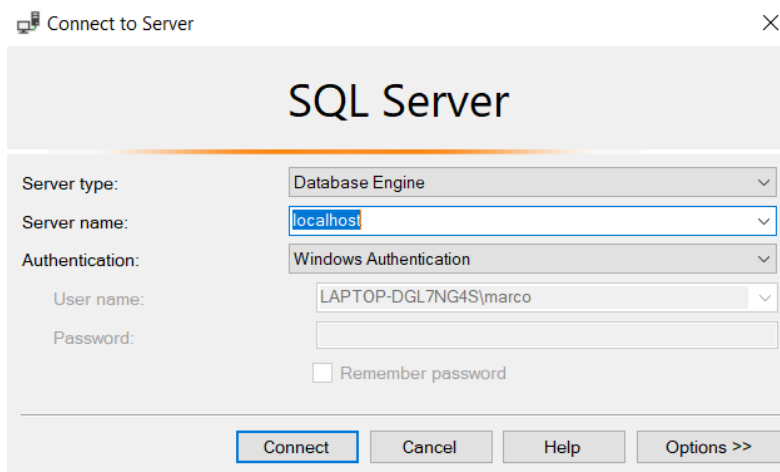 Connect to Server
SQL Server
Server type: Database Engine
Server name: localhost
Authentication: Windows Authentication
User name: LAPTOP-DGL7NG4S\marco
Password:
Remember password
Connect Cancel Help Options >>